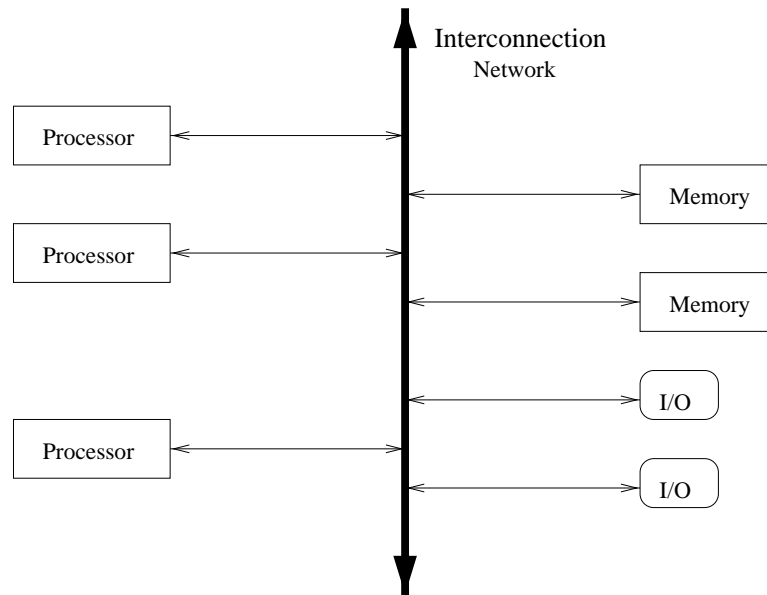 Interconnection
Network
Processor
Memory
Processor
Memory
I/O
Processor
I/O